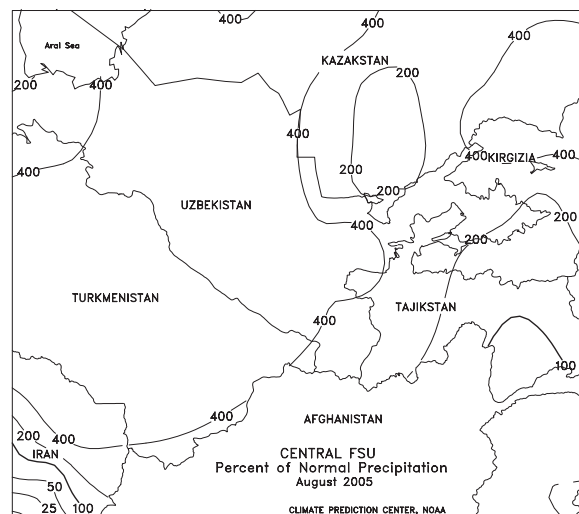 400
400
400
Aral Sea
KAZAKSTAN
200
200
400
400
400
KIRGIZIA
400
400
200
200
UZBEKISTAN
400
200
200
TURKMENISTAN
TAJIKSTAN
400
100
400
AFGHANISTAN
200
400
IRAN
CENTRAL FSU
Percent of Normal Precipitation
August 2005
50
25
100
CLIMATE PREDICTION CENTER, NOAA